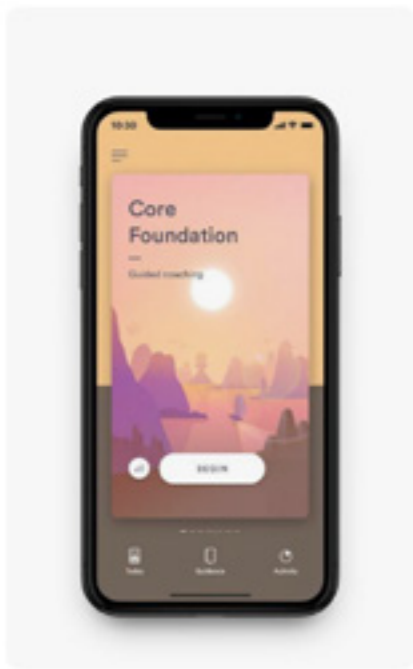 10:30
Core
Foundation
Guided coaching
BEGIN
Today
Guidance
Activity